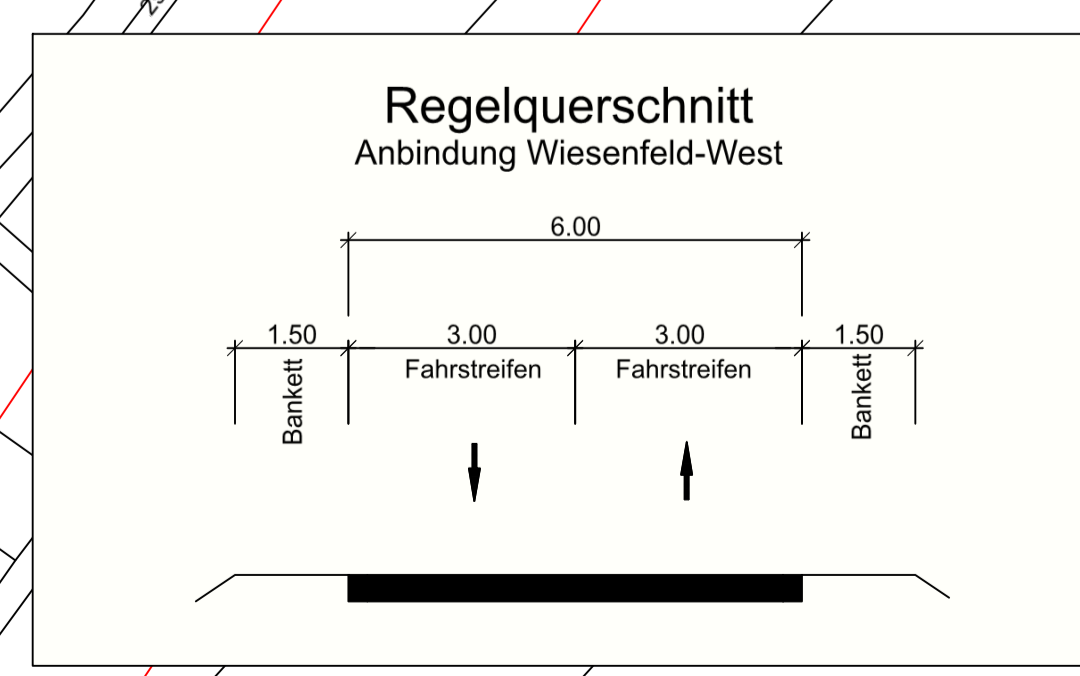 Regelquerschnitt
Anbindung Wiesenfeld-West
6.00
1.50 3.00 3.00 1.50
Bankett Fahrstreifen Fahrstreifen Bankett